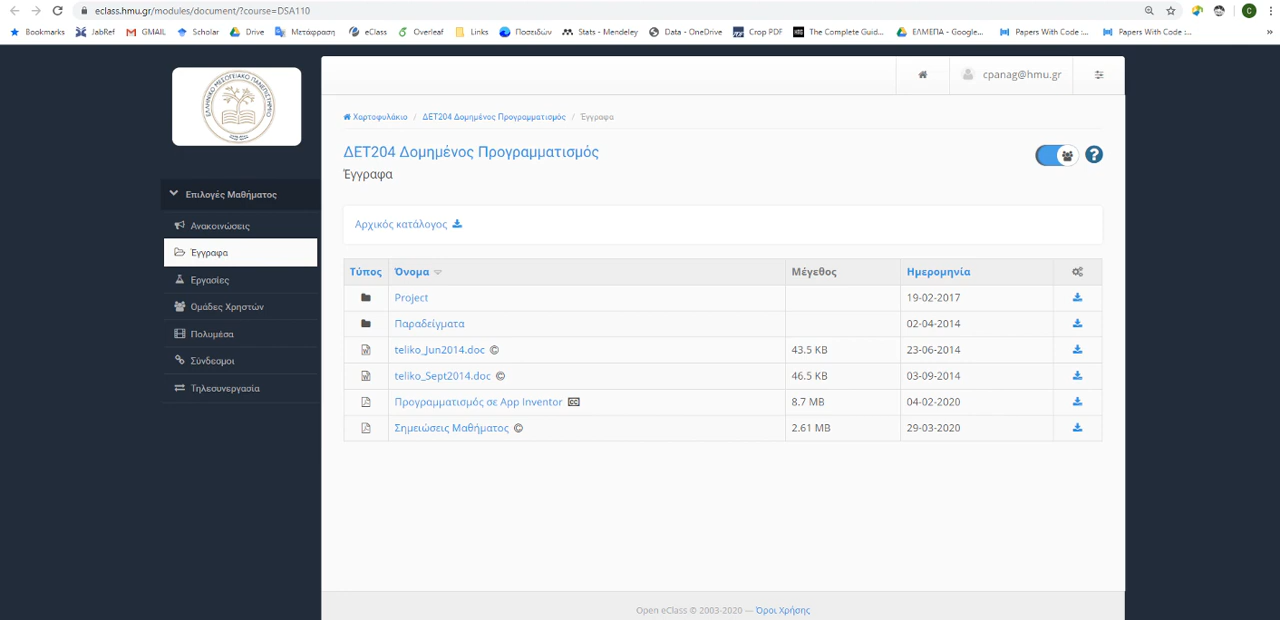 eclass.hmu.gr/modules/document/?course=DSA110
Bookmarks JabRef GMAIL Scholar Drive Μετάφραση eClass Overleaf Links Ποσειδών Stats - Mendeley Data - OneDrive Crop PDF The Complete Guid... ΕΛΜΕΠΑ - Google... Papers With Code :... Papers With Code :... »
ΕΛΛΗΝΙΚΟ ΜΕΣΟΓΕΙΑΚΟ ΠΑΝΕΠΙΣΤΗΜΙΟ
cpanag@hmu.gr
Χαρτοφυλάκιο / ΔΕΤ204 Δομημένος Προγραμματισμός / Έγγραφα
ΔΕΤ204 Δομημένος Προγραμματισμός
Έγγραφα
Επιλογές Μαθήματος
Ανακοινώσεις
Έγγραφα
Εργασίες
Ομάδες Χρηστών
Πολυμέσα
Σύνδεσμοι
Τηλεσυνεργασία
Αρχικός κατάλογος
Τύπος Όνομα Μέγεθος Ημερομηνία
Project 19-02-2017
Παραδείγματα 02-04-2014
teliko_Jun2014.doc © 43.5 KB 23-06-2014
teliko_Sept2014.doc © 46.5 KB 03-09-2014
Προγραμματισμός σε App Inventor 8.7 MB 04-02-2020
Σημειώσεις Μαθήματος © 2.61 MB 29-03-2020
Open eClass © 2003-2020 — Όροι Χρήσης